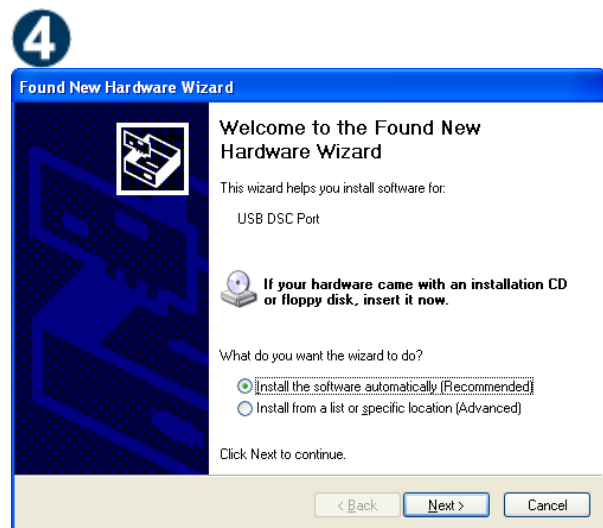 4
Found New Hardware Wizard
Welcome to the Found New
Hardware Wizard
This wizard helps you install software for:
USB DSC Port
If your hardware came with an installation CD
or floppy disk, insert it now.
What do you want the wizard to do?
Install the software automatically (Recommended)
Install from a list or specific location (Advanced)
Click Next to continue.
< Back Next > Cancel